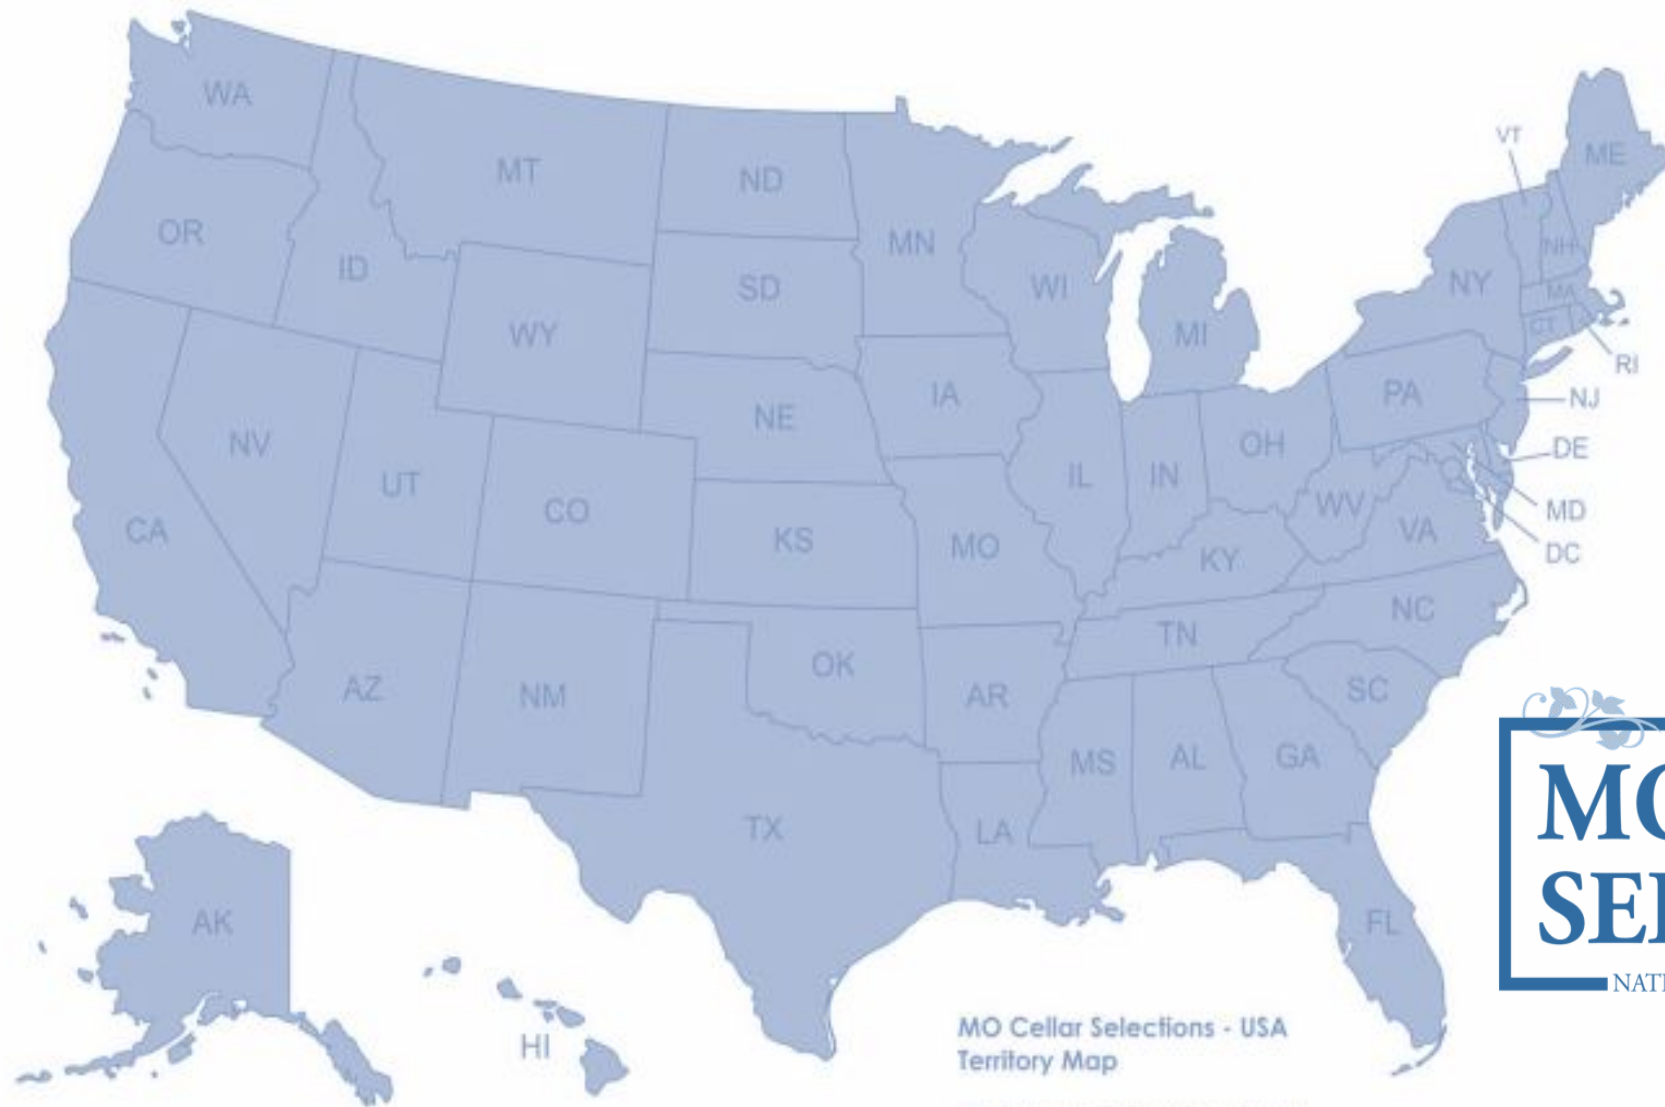 WA
MT
ND
MN
VT
ME
OR
ID
SD
WI
NH
NY
MA
WY
MI
CT
RI
NE
IA
PA
NJ
NV
UT
IL
IN
OH
DE
CA
CO
KS
MO
WV
VA
MD
DC
KY
NC
TN
AZ
NM
OK
AR
SC
MS
AL
GA
TX
LA
AK
FL
HI
MO Cellar Selections - USA
Territory Map